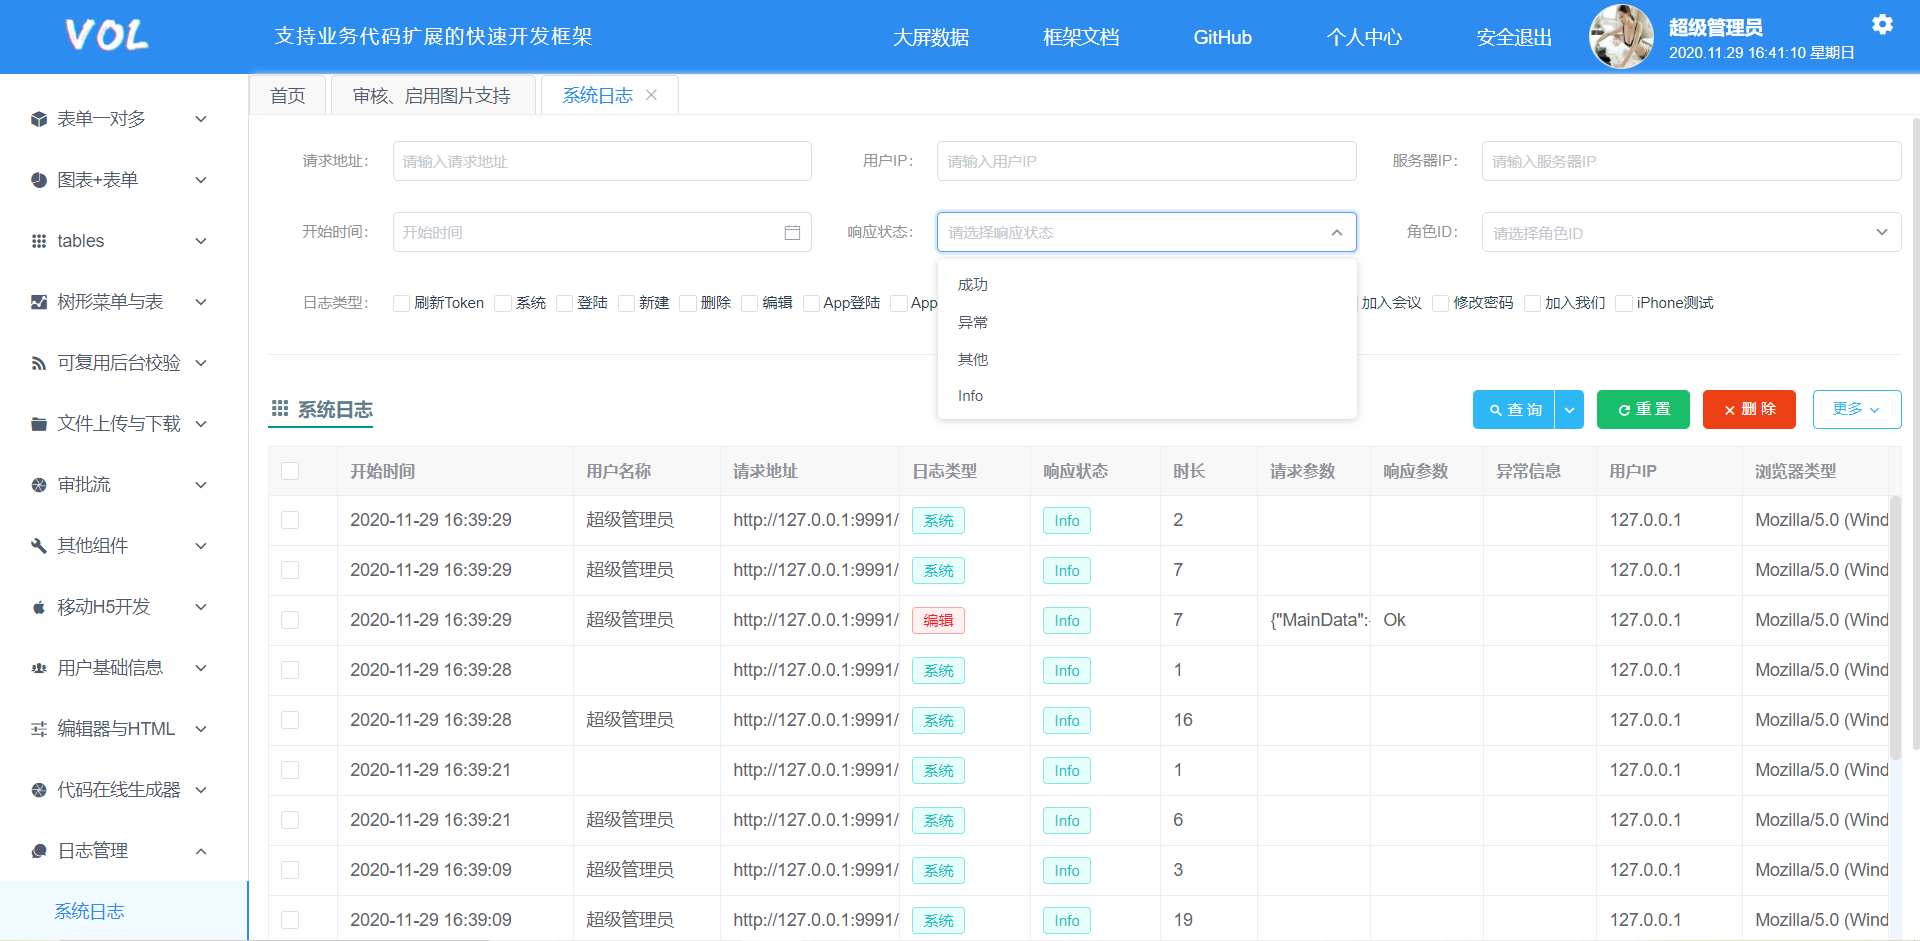 VOL
支持业务代码扩展的快速开发框架
大屏数据
框架文档
GitHub
个人中心
安全退出
超级管理员
2020.11.29 16:41:10 星期日
表单一对多
图表+表单
tables
树形菜单与表
可复用后台校验
文件上传与下载
审批流
其他组件
移动H5开发
用户基础信息
编辑器与HTML
代码在线生成器
日志管理
系统日志
首页
审核、启用图片支持
系统日志
请求地址: 请输入请求地址
用户IP: 请输入用户IP
服务器IP: 请输入服务器IP
开始时间: 开始时间
响应状态: 请选择响应状态
角色ID: 请选择角色ID
日志类型: 刷新Token 系统 登陆 新建 删除 编辑 App登陆 App 加入会议 修改密码 加入我们 iPhone测试
成功
异常
其他
Info
系统日志
查 询
重 置
删 除
更多
开始时间 用户名称 请求地址 日志类型 响应状态 时长 请求参数 响应参数 异常信息 用户IP 浏览器类型
2020-11-29 16:39:29 超级管理员 http://127.0.0.1:9991/ 系统 Info 2 127.0.0.1 Mozilla/5.0 (Wind
2020-11-29 16:39:29 超级管理员 http://127.0.0.1:9991/ 系统 Info 7 127.0.0.1 Mozilla/5.0 (Wind
2020-11-29 16:39:29 超级管理员 http://127.0.0.1:9991/ 编辑 Info 7 {"MainData": Ok 127.0.0.1 Mozilla/5.0 (Wind
2020-11-29 16:39:28 http://127.0.0.1:9991/ 系统 Info 1 127.0.0.1 Mozilla/5.0 (Wind
2020-11-29 16:39:28 超级管理员 http://127.0.0.1:9991/ 系统 Info 16 127.0.0.1 Mozilla/5.0 (Wind
2020-11-29 16:39:21 http://127.0.0.1:9991/ 系统 Info 1 127.0.0.1 Mozilla/5.0 (Wind
2020-11-29 16:39:21 超级管理员 http://127.0.0.1:9991/ 系统 Info 6 127.0.0.1 Mozilla/5.0 (Wind
2020-11-29 16:39:09 超级管理员 http://127.0.0.1:9991/ 系统 Info 3 127.0.0.1 Mozilla/5.0 (Wind
2020-11-29 16:39:09 超级管理员 http://127.0.0.1:9991/ 系统 Info 19 127.0.0.1 Mozilla/5.0 (Wind